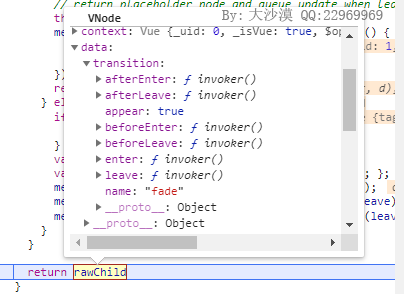 // return placeholder node and queue update when lea
th
VNode
By: 大沙漠 QQ:22969969
me
context: Vue {_uid: 0, _isVue: true, $op
() {
id: 1,
data:
transition:
})
afterEnter: ƒ invoker()
re
, d);
afterLeave: ƒ invoker()
} el
appear: true
if
{tag
beforeEnter: ƒ invoker()
}
beforeLeave: ƒ invoker()
va
enter: ƒ invoker()
va
; };
leave: ƒ invoker()
me
);
name: "fade"
me
eave)
__proto__: Object
me
(leav
}
__proto__: Object
}
return rawChild
}